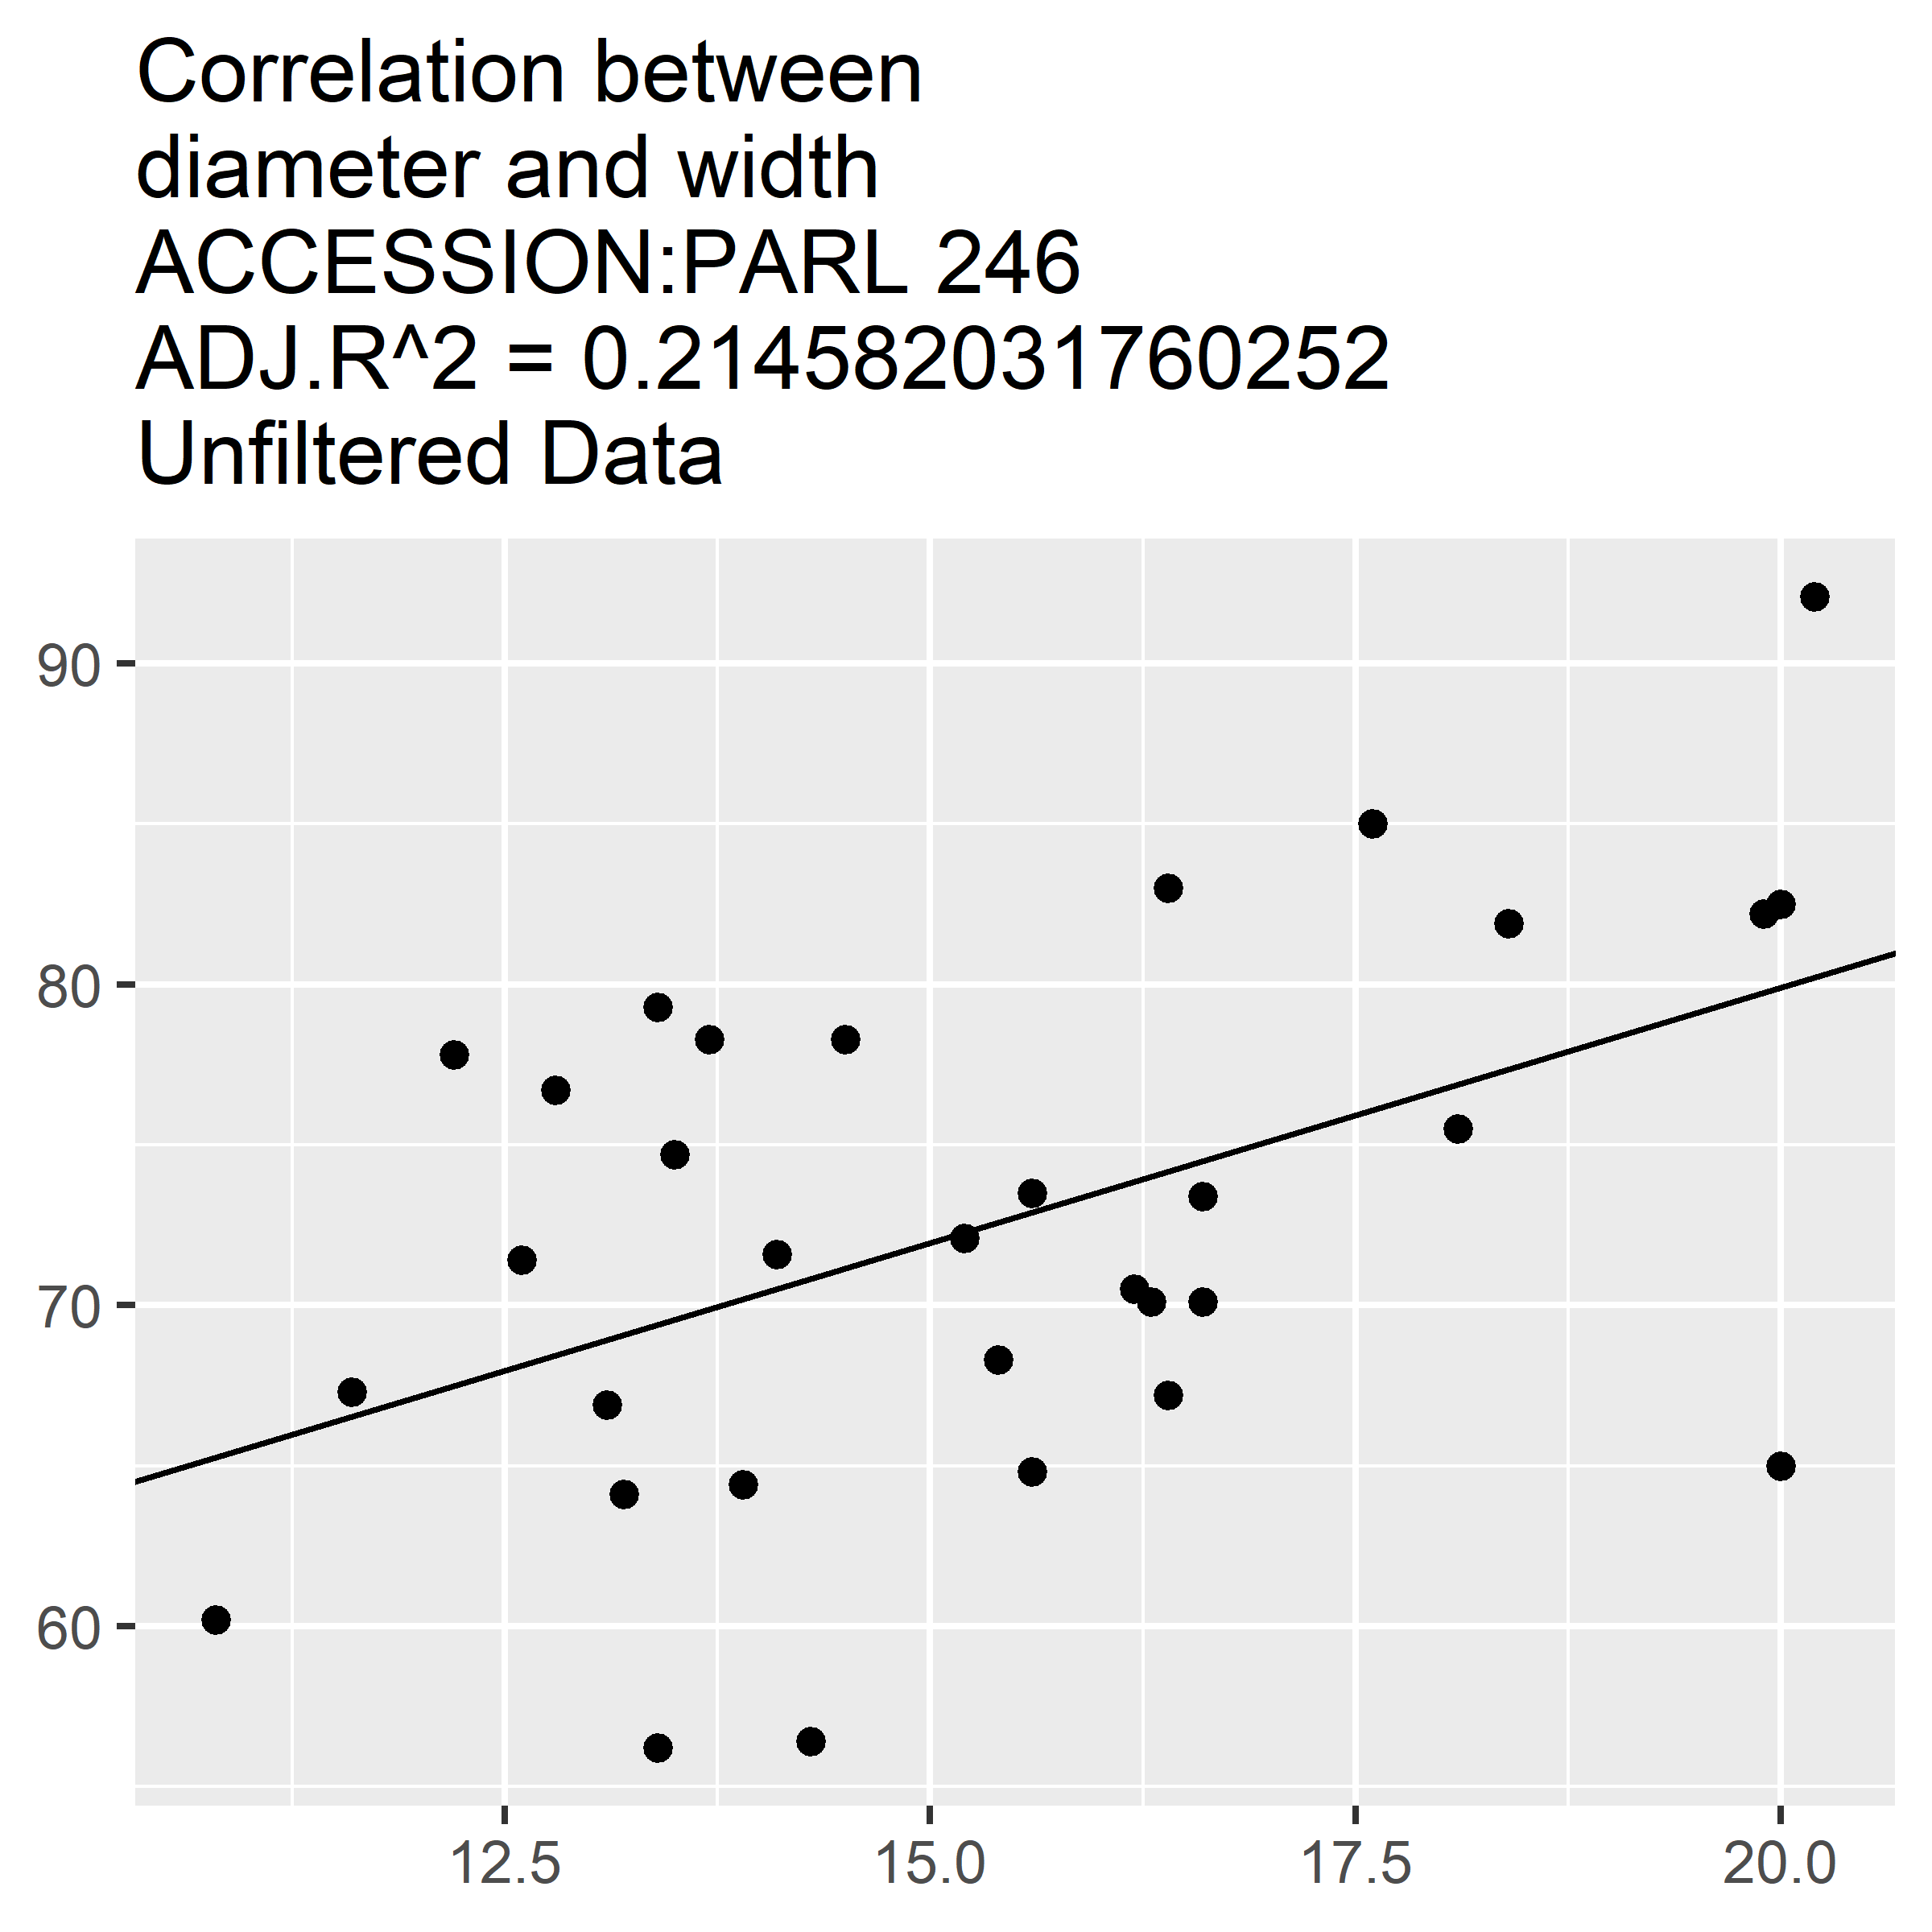 Correlation between
diameter and width
ACCESSION:PARL 246
ADJ.R^2 = 0.214582031760252
Unfiltered Data
90
80
70
60
12.5 15.0 17.5 20.0